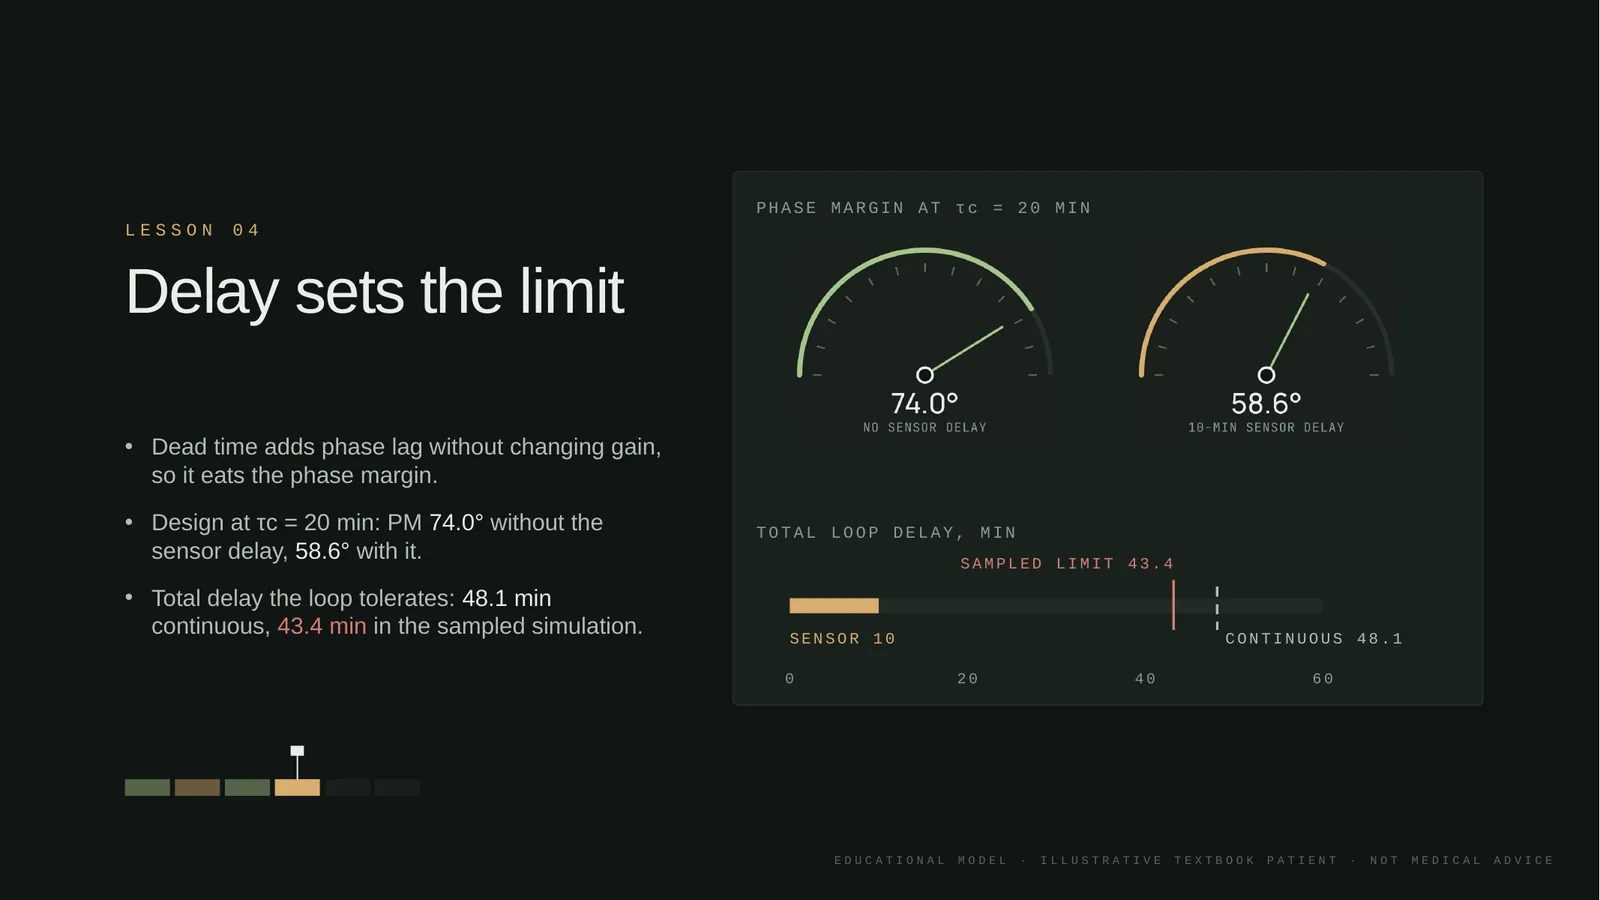 LESSON 04
Delay sets the limit
• Dead time adds phase lag without changing gain,
so it eats the phase margin.
• Design at τc = 20 min: PM 74.0° without the
sensor delay, 58.6° with it.
• Total delay the loop tolerates: 48.1 min
continuous, 43.4 min in the sampled simulation.
PHASE MARGIN AT τc = 20 MIN
74.0°
NO SENSOR DELAY
58.6°
10-MIN SENSOR DELAY
TOTAL LOOP DELAY, MIN
SAMPLED LIMIT 43.4
SENSOR 10
CONTINUOUS 48.1
0 20 40 60
EDUCATIONAL MODEL · ILLUSTRATIVE TEXTBOOK PATIENT · NOT MEDICAL ADVICE